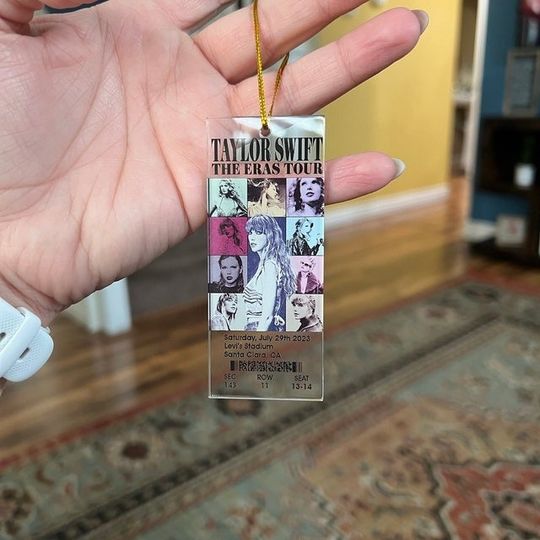 TAYLOR SWIFT
THE ERAS TOUR
Saturday, July 29th 2023
Levi's Stadium
Santa Clara, CA
SEC ROW SEAT
143 11 13-14